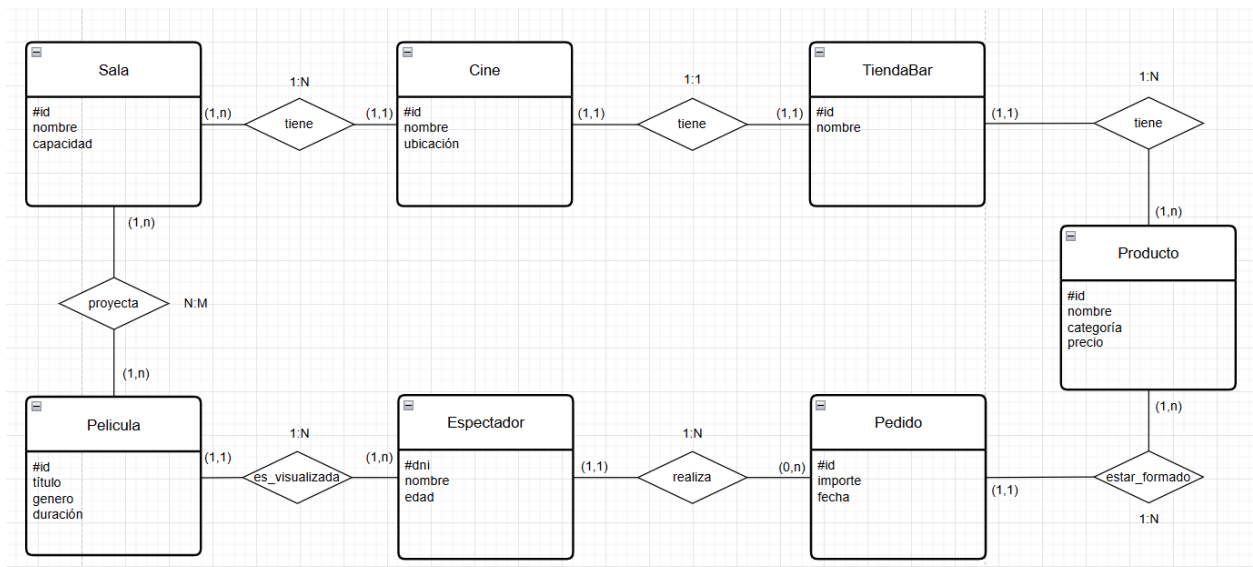 Sala
#id
nombre
capacidad
(1,n)
1:N
tiene
(1,1)
Cine
#id
nombre
ubicación
(1,1)
1:1
tiene
(1,1)
TiendaBar
#id
nombre
(1,1)
1:N
tiene
(1,n)
Producto
#id
nombre
categoría
precio
(1,n)
(1,n)
proyecta
N:M
(1,n)
Pelicula
#id
título
genero
duración
(1,1)
1:N
es_visualizada
(1,n)
Espectador
#dni
nombre
edad
(1,1)
1:N
realiza
(0,n)
Pedido
#id
importe
fecha
(1,1)
estar_formado
1:N